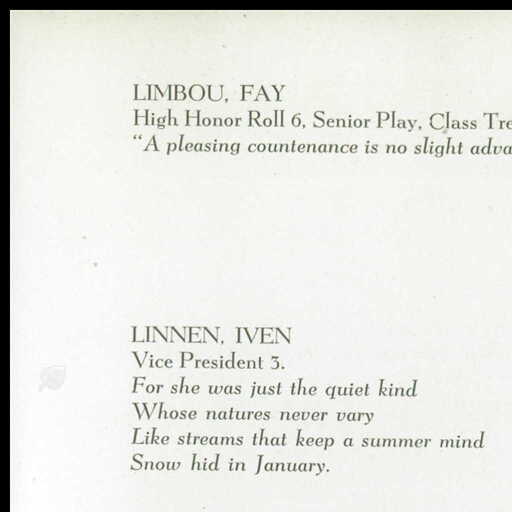 LIMBOU, FAY
High Honor Roll 6, Senior Play, Class Tre
"A pleasing countenance is no slight adva
LINNEN, IVEN
Vice President 3.
For she was just the quiet kind
Whose natures never vary
Like streams that keep a summer mind
Snow hid in January.